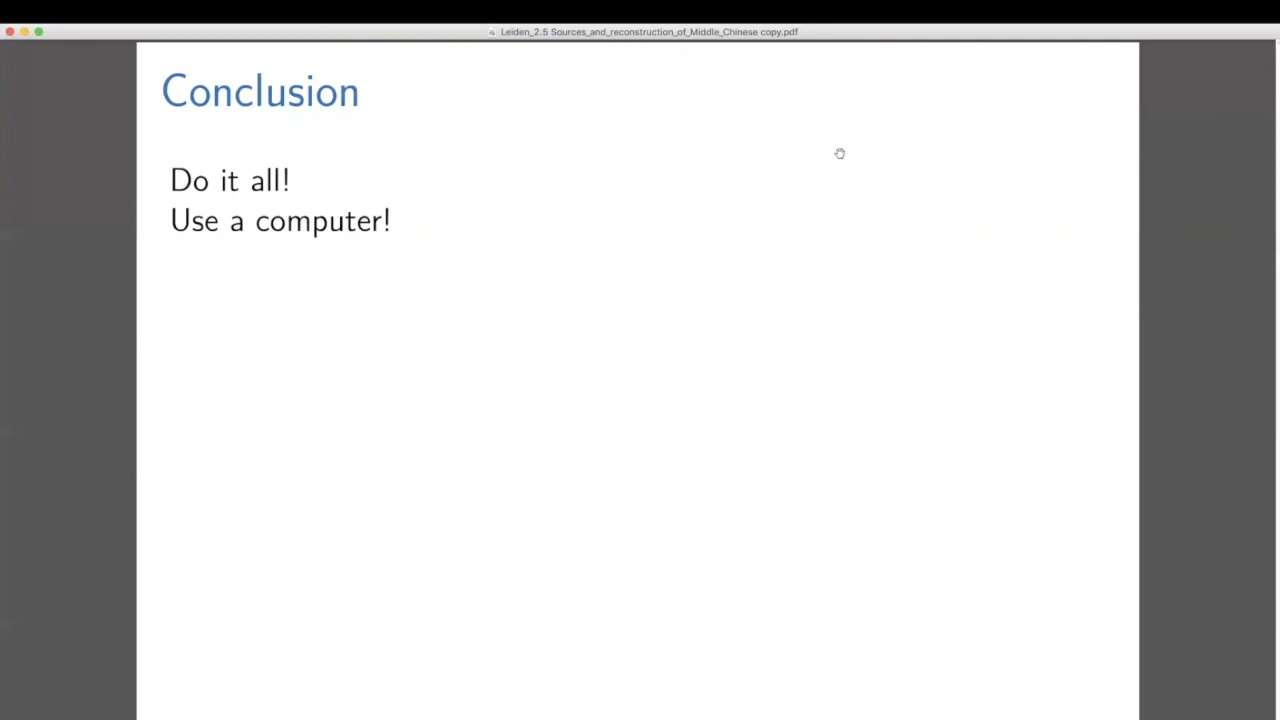 Leiden_2.5 Sources_and_reconstruction_of_Middle_Chinese copy.pdf
Conclusion
Do it all!
Use a computer!